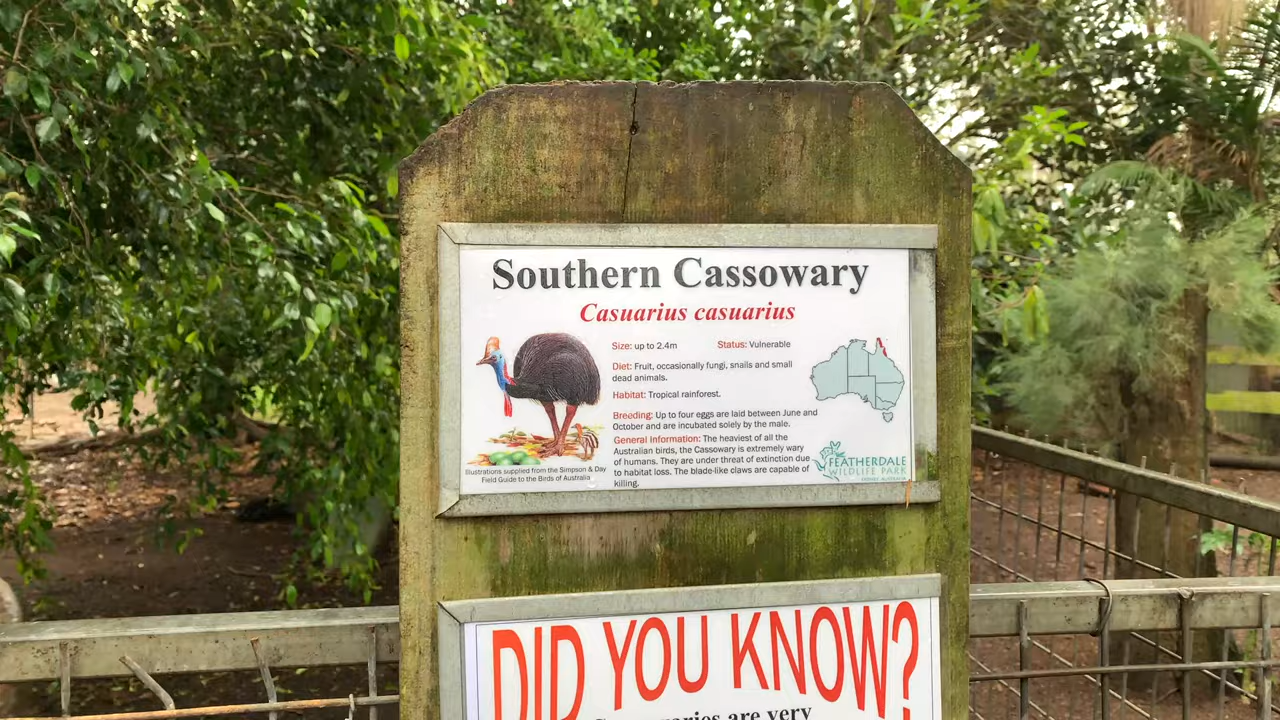 Southern Cassowary
Casuarius casuarius
Size: up to 2.4m Status: Vulnerable
Diet: Fruit, occasionally fungi, snails and small
dead animals.
Habitat: Tropical rainforest.
Breeding: Up to four eggs are laid between June and
October and are incubated solely by the male.
General Information: The heaviest of all the
Australian birds, the Cassowary is extremely wary
of humans. They are under threat of extinction due
to habitat loss. The blade-like claws are capable of
killing.
Illustrations supplied from the Simpson & Day
Field Guide to the Birds of Australia
FEATHERDALE
WILDLIFE PARK
SYDNEY, AUSTRALIA
DID YOU KNOW?
Cassowaries are very